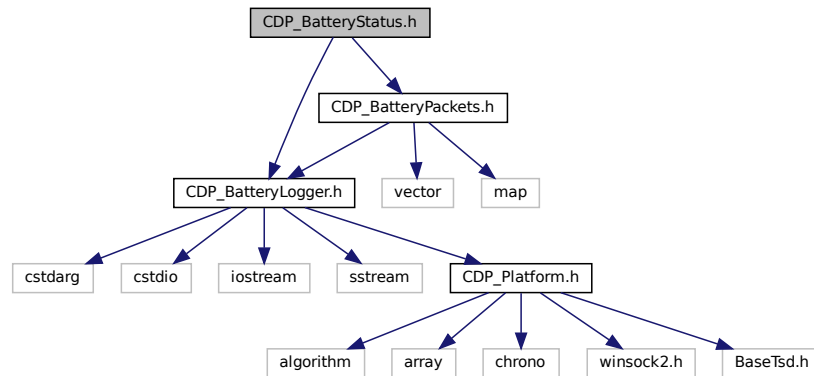 CDP_BatteryStatus.h
CDP_BatteryPackets.h
CDP_BatteryLogger.h
vector
map
cstdarg
cstdio
iostream
sstream
CDP_Platform.h
algorithm
array
chrono
winsock2.h
BaseTsd.h